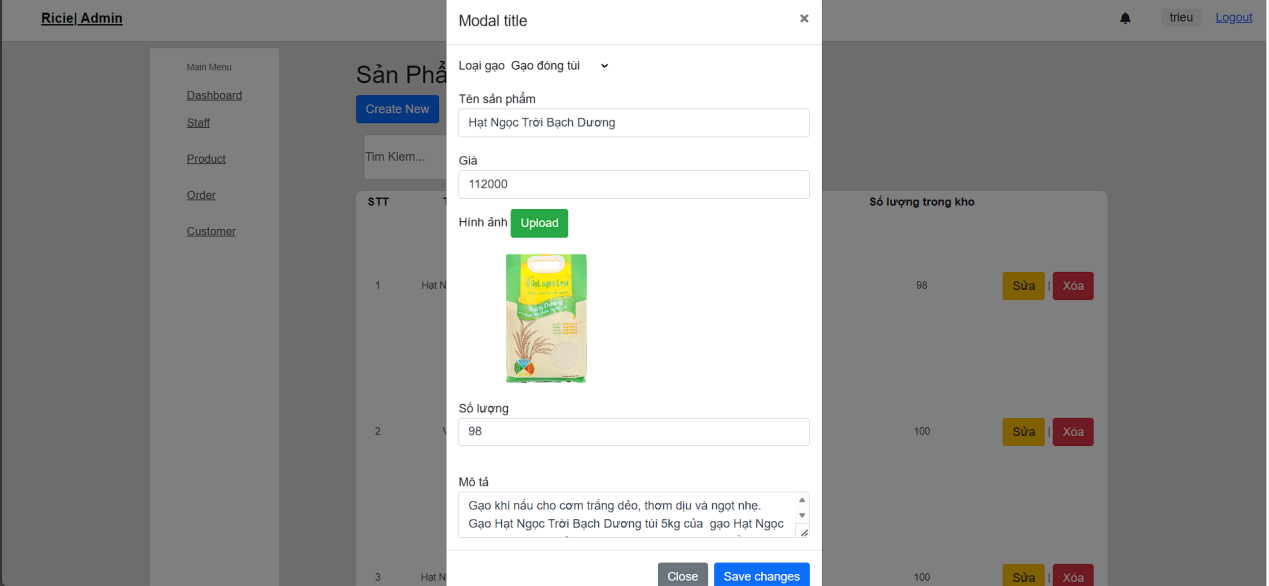 Ricie| Admin
trieu
Logout
Main Menu
Dashboard
Staff
Product
Order
Customer
Sản Phẩ
Create New
Tim Kiem...
STT
Số lượng trong kho
1
Hạt N
98
Sửa | Xóa
2
100
Sửa | Xóa
3
Hạt N
100
Sửa | Xóa
Modal title
×
Loại gạo Gạo đóng túi
Tên sản phẩm
Hạt Ngọc Trời Bạch Dương
Giá
112000
Hình ảnh Upload
Số lượng
98
Mô tả
Gạo khi nấu cho cơm trắng dẻo, thơm dịu và ngọt nhẹ.
Gạo Hạt Ngọc Trời Bạch Dương túi 5kg của gạo Hạt Ngọc
Close
Save changes